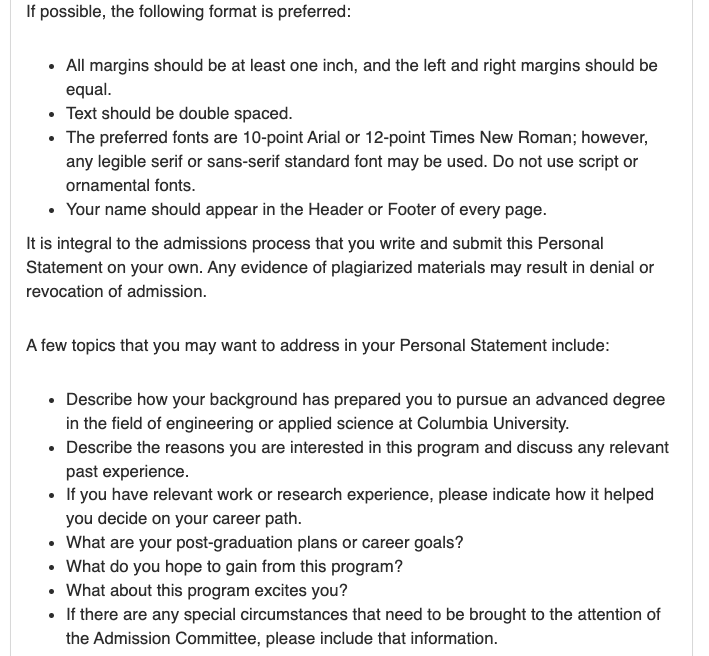 If possible, the following format is preferred:
• All margins should be at least one inch, and the left and right margins should be
equal.
• Text should be double spaced.
• The preferred fonts are 10-point Arial or 12-point Times New Roman; however,
any legible serif or sans-serif standard font may be used. Do not use script or
ornamental fonts.
• Your name should appear in the Header or Footer of every page.
It is integral to the admissions process that you write and submit this Personal
Statement on your own. Any evidence of plagiarized materials may result in denial or
revocation of admission.
A few topics that you may want to address in your Personal Statement include:
• Describe how your background has prepared you to pursue an advanced degree
in the field of engineering or applied science at Columbia University.
• Describe the reasons you are interested in this program and discuss any relevant
past experience.
• If you have relevant work or research experience, please indicate how it helped
you decide on your career path.
• What are your post-graduation plans or career goals?
• What do you hope to gain from this program?
• What about this program excites you?
• If there are any special circumstances that need to be brought to the attention of
the Admission Committee, please include that information.